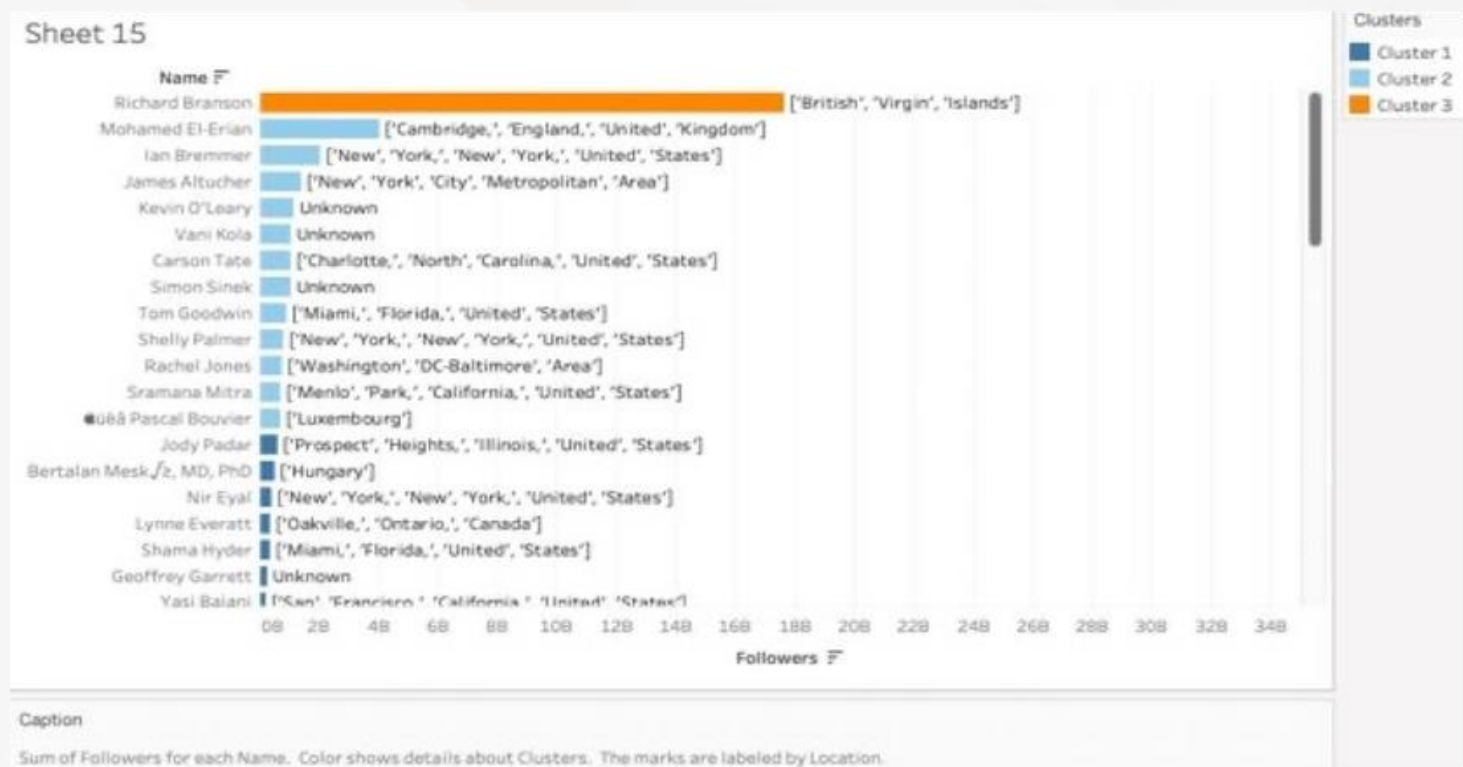 Sheet 15
Clusters
Cluster 1
Cluster 2
Cluster 3
Name
Richard Branson ['British', 'Virgin', 'Islands']
Mohamed El-Erian ['Cambridge,', 'England,', 'United', 'Kingdom']
Ian Bremmer ['New', 'York,', 'New', 'York,', 'United', 'States']
James Altucher ['New', 'York', 'City', 'Metropolitan', 'Area']
Kevin O'Leary Unknown
Vani Kola Unknown
Carson Tate ['Charlotte,', 'North', 'Carolina,', 'United', 'States']
Simon Sinek Unknown
Tom Goodwin ['Miami,', 'Florida,', 'United', 'States']
Shelly Palmer ['New', 'York,', 'New', 'York,', 'United', 'States']
Rachel Jones ['Washington', 'DC-Baltimore', 'Area']
Sramana Mitra ['Menlo', 'Park,', 'California,', 'United', 'States']
Pascal Bouvier ['Luxembourg']
Jody Padar ['Prospect', 'Heights,', 'Illinois,', 'United', 'States']
Bertalan Mesk√z, MD, PhD ['Hungary']
Nir Eyal ['New', 'York,', 'New', 'York,', 'United', 'States']
Lynne Everatt ['Oakville,', 'Ontario,', 'Canada']
Shama Hyder ['Miami,', 'Florida,', 'United', 'States']
Geoffrey Garrett Unknown
Yasi Baiani ['San', 'Francisco,', 'California,', 'United', 'States']
0B 2B 4B 6B 8B 10B 12B 14B 16B 18B 20B 22B 24B 26B 28B 30B 32B 34B
Followers
Caption
Sum of Followers for each Name. Color shows details about Clusters. The marks are labeled by Location.